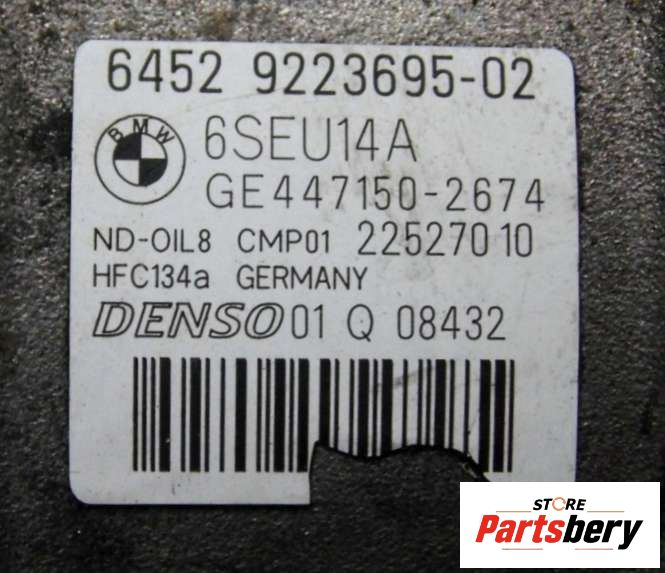 6452 9223695-02
BMW 6SEU14A
GE447150-2674
ND-OIL8 CMP01 22527010
HFC134a GERMANY
DENSO 01 Q 08432
STORE
Partsbery